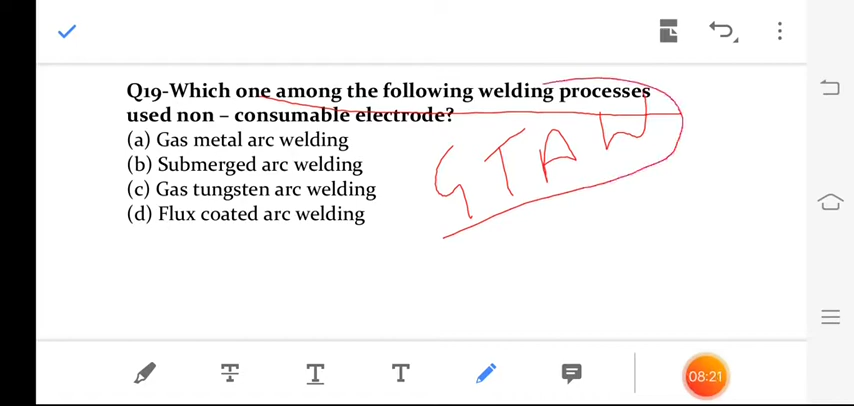 Q19-Which one among the following welding processes
used non – consumable electrode?
(a) Gas metal arc welding
(b) Submerged arc welding
(c) Gas tungsten arc welding
(d) Flux coated arc welding
GTAW
T
T
T
08:21